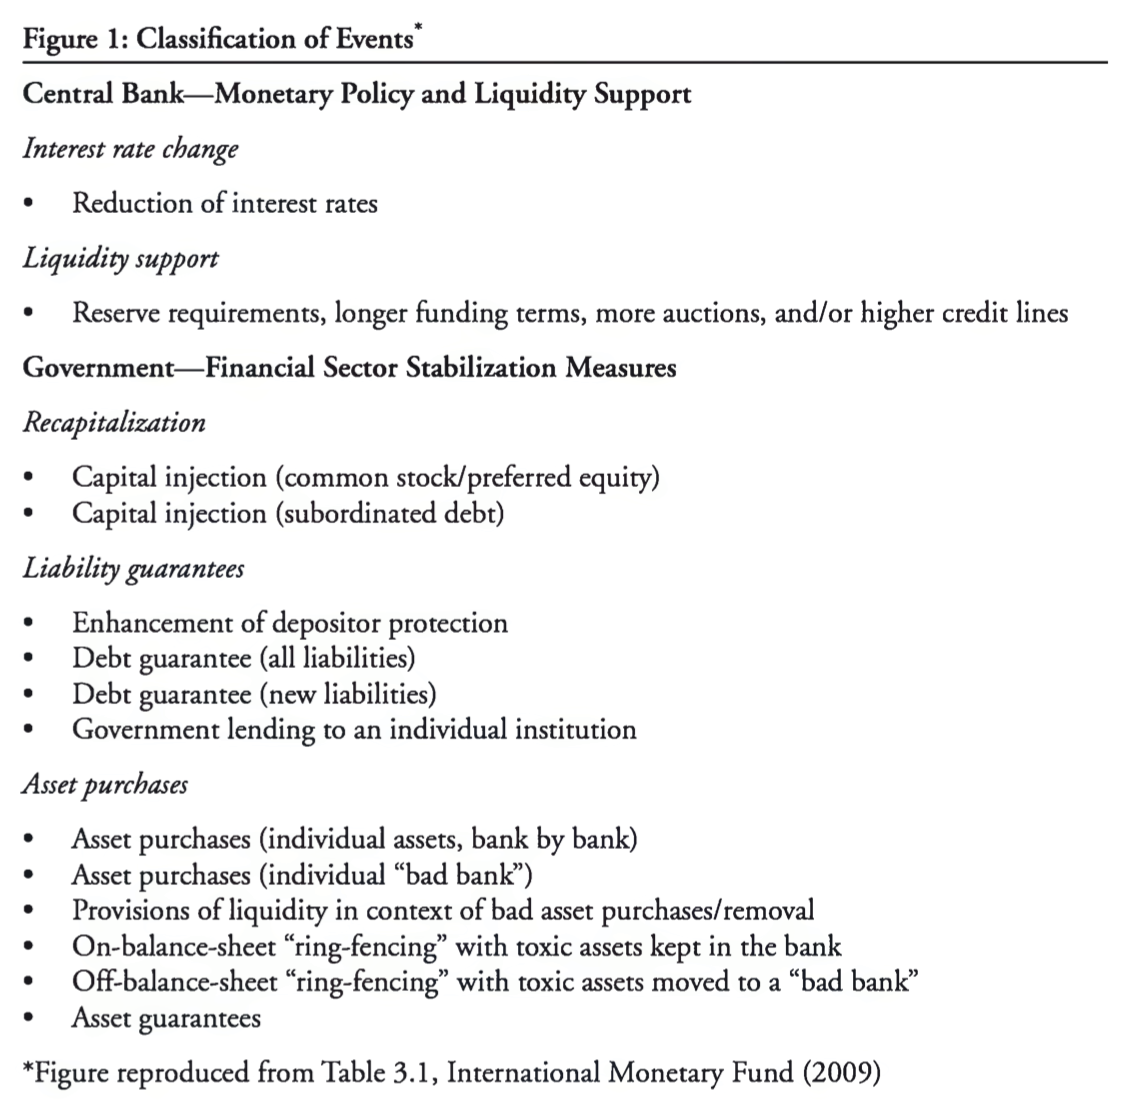 Figure 1: Classification of Events*
Central Bank—Monetary Policy and Liquidity Support
Interest rate change
• Reduction of interest rates
Liquidity support
• Reserve requirements, longer funding terms, more auctions, and/or higher credit lines
Government—Financial Sector Stabilization Measures
Recapitalization
• Capital injection (common stock/preferred equity)
• Capital injection (subordinated debt)
Liability guarantees
• Enhancement of depositor protection
• Debt guarantee (all liabilities)
• Debt guarantee (new liabilities)
• Government lending to an individual institution
Asset purchases
• Asset purchases (individual assets, bank by bank)
• Asset purchases (individual “bad bank”)
• Provisions of liquidity in context of bad asset purchases/removal
• On-balance-sheet “ring-fencing” with toxic assets kept in the bank
• Off-balance-sheet “ring-fencing” with toxic assets moved to a “bad bank”
• Asset guarantees
*Figure reproduced from Table 3.1, International Monetary Fund (2009)